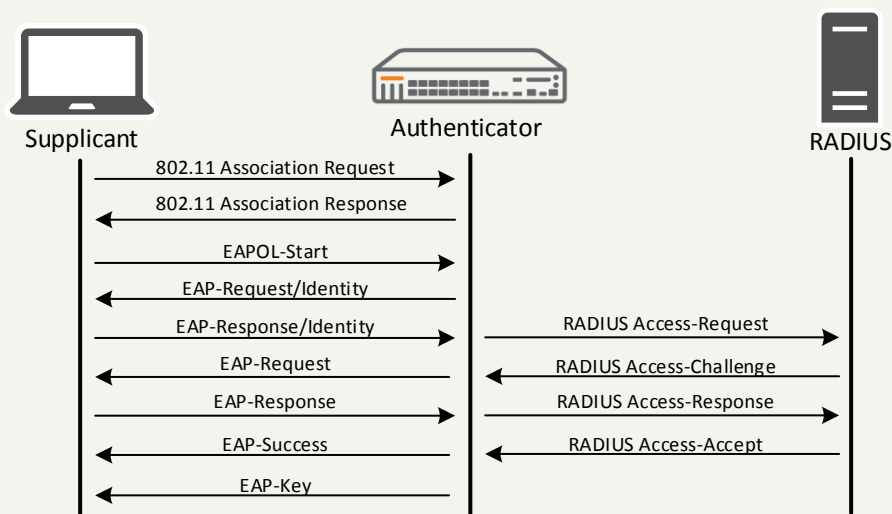 Supplicant
Authenticator
RADIUS
802.11 Association Request
802.11 Association Response
EAPOL-Start
EAP-Request/Identity
EAP-Response/Identity
RADIUS Access-Request
EAP-Request
RADIUS Access-Challenge
EAP-Response
RADIUS Access-Response
EAP-Success
RADIUS Access-Accept
EAP-Key